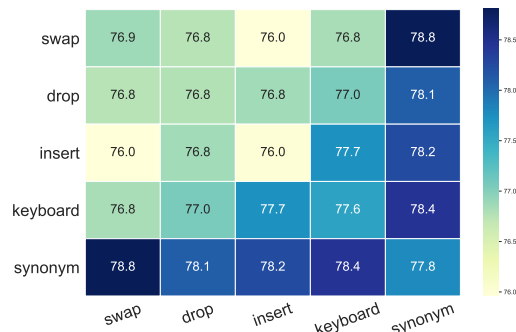 swap 76.9 76.8 76.0 76.8 78.8
drop 76.8 76.8 76.8 77.0 78.1
insert 76.0 76.8 76.0 77.7 78.2
keyboard 76.8 77.0 77.7 77.6 78.4
synonym 78.8 78.1 78.2 78.4 77.8
swap drop insert keyboard synonym
78.5
78.0
77.5
77.0
76.5
76.0